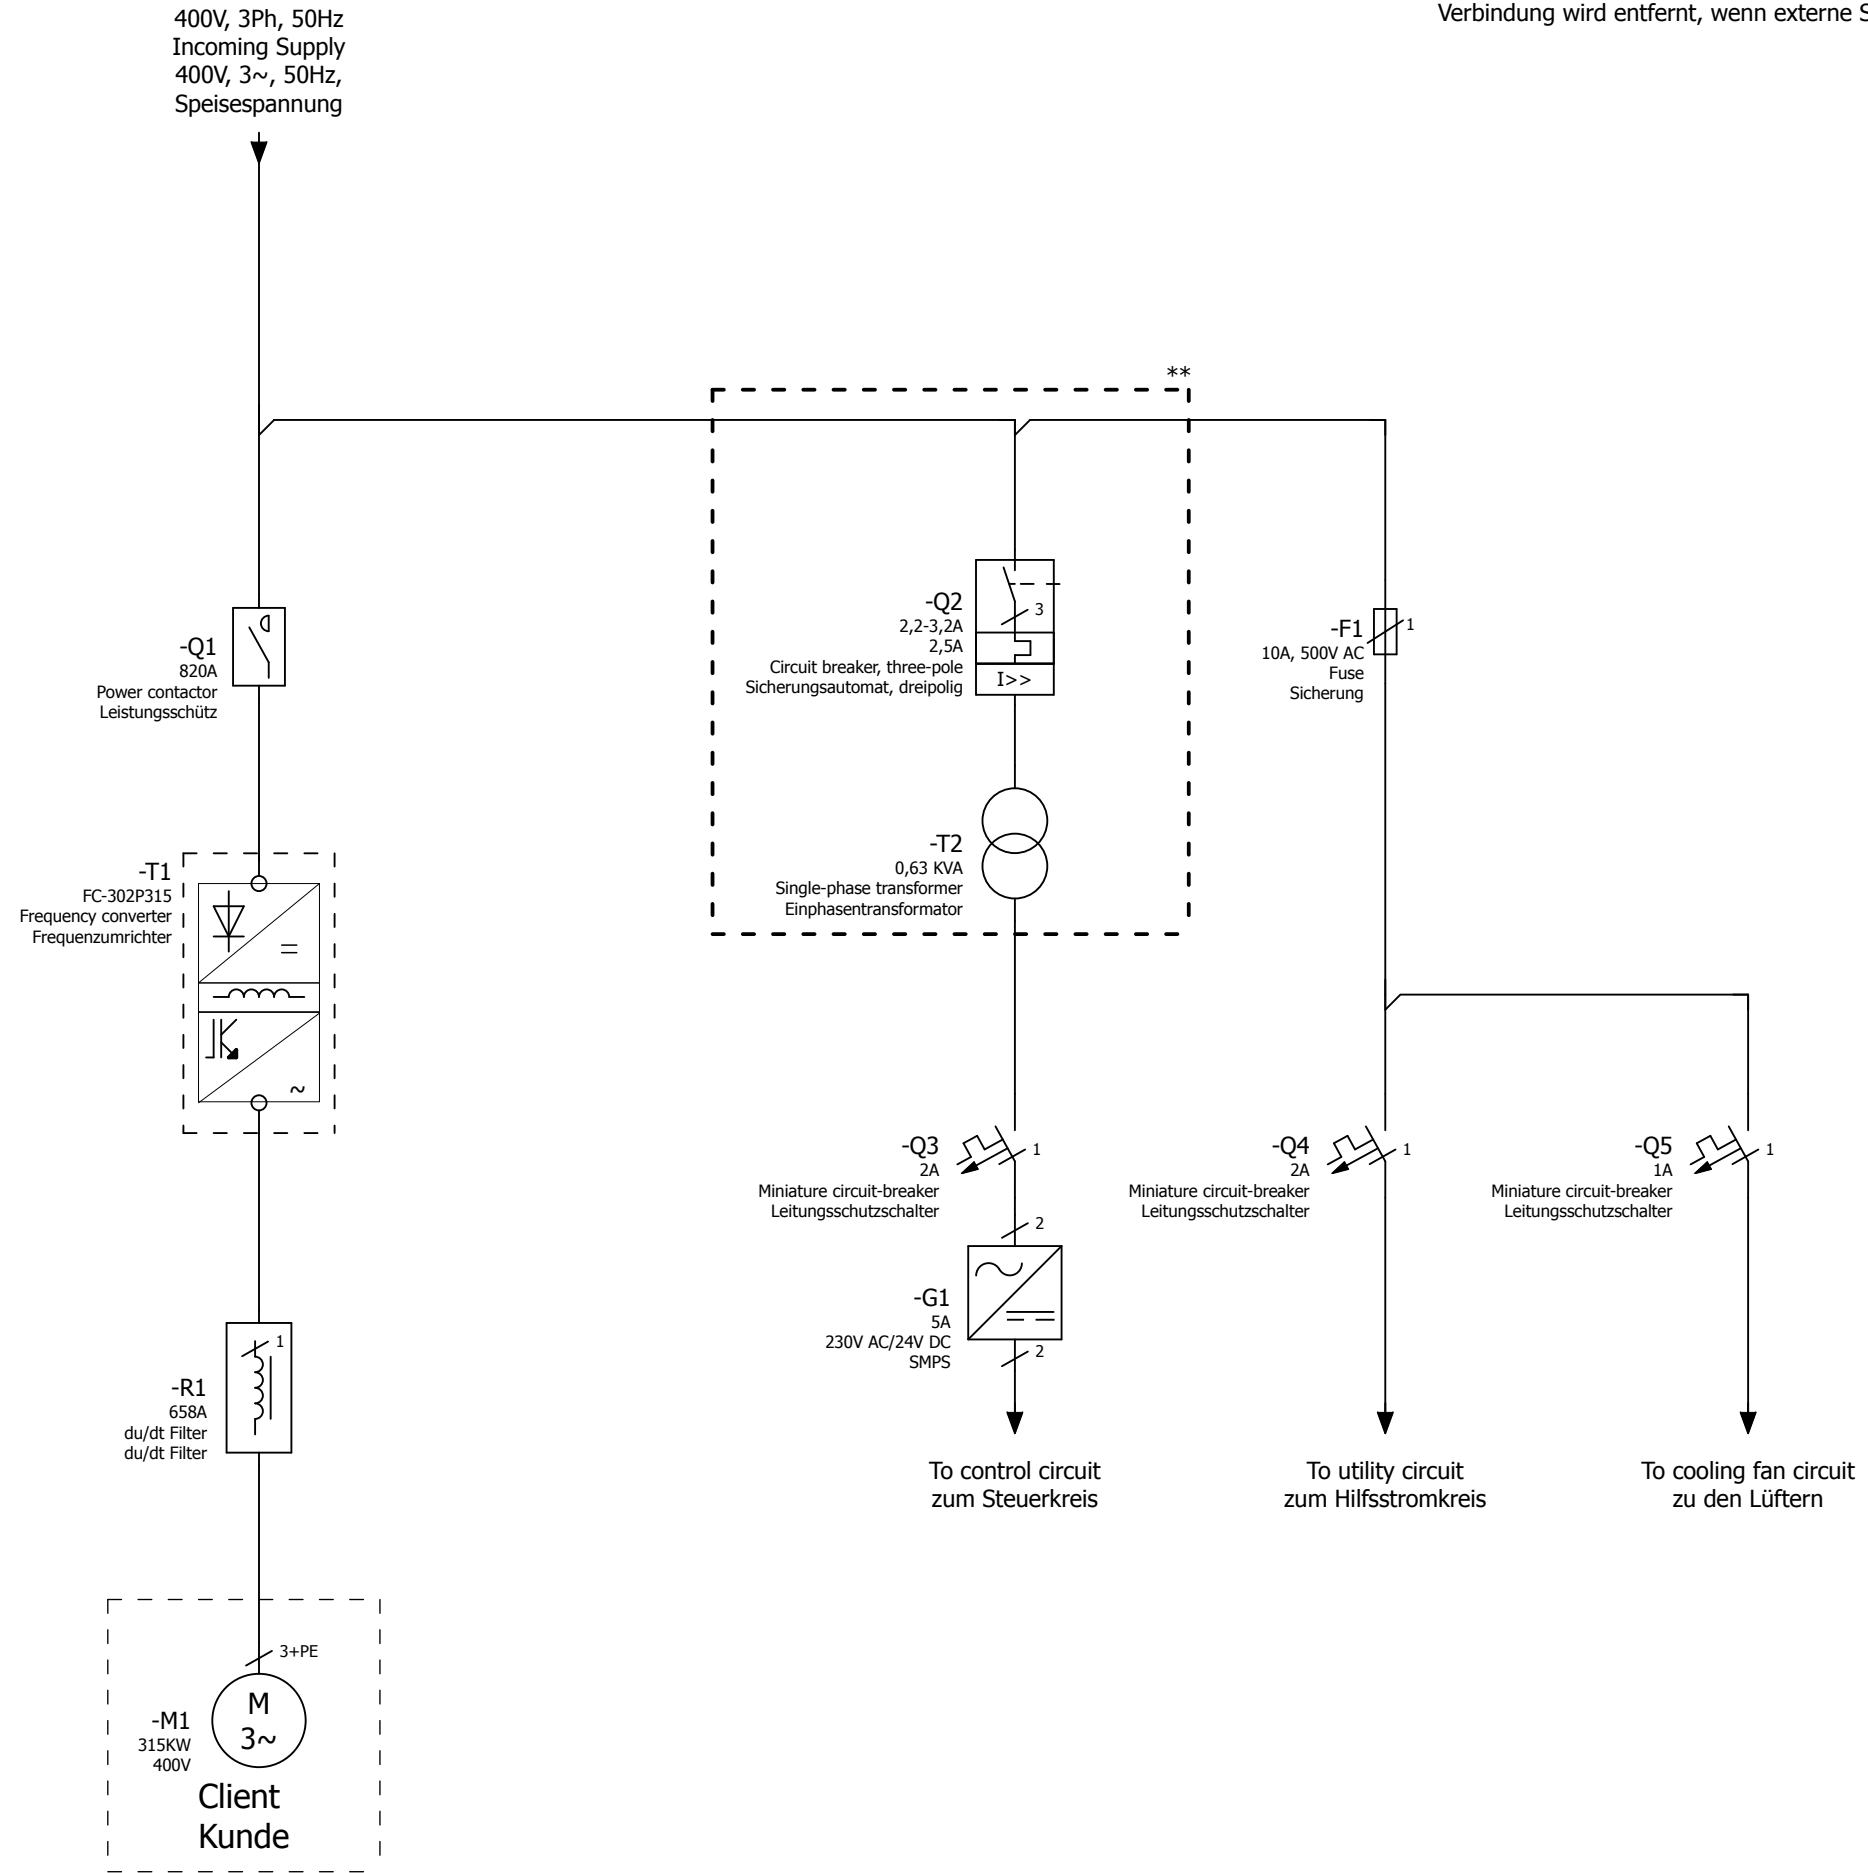 400V, 3Ph, 50Hz
Incoming Supply
400V, 3~, 50Hz,
Speisespannung
Verbindung wird entfernt, wenn externe S
**
-Q1
820A
Power contactor
Leistungsschütz
-Q2
2,2-3,2A
2,5A
Circuit breaker, three-pole
Sicherungsautomat, dreipolig
3
I>>
-F1
10A, 500V AC
Fuse
Sicherung
1
-T1
FC-302P315
Frequency converter
Frequenzumrichter
=
~
-T2
0,63 KVA
Single-phase transformer
Einphasentransformator
-Q3
2A
Miniature circuit-breaker
Leitungsschutzschalter
1
2
-Q4
2A
Miniature circuit-breaker
Leitungsschutzschalter
1
-Q5
1A
Miniature circuit-breaker
Leitungsschutzschalter
1
-G1
5A
230V AC/24V DC
SMPS
2
-R1
658A
du/dt Filter
du/dt Filter
1
To control circuit
zum Steuerkreis
To utility circuit
zum Hilfsstromkreis
To cooling fan circuit
zu den Lüftern
3+PE
-M1
315KW
400V
M
3~
Client
Kunde